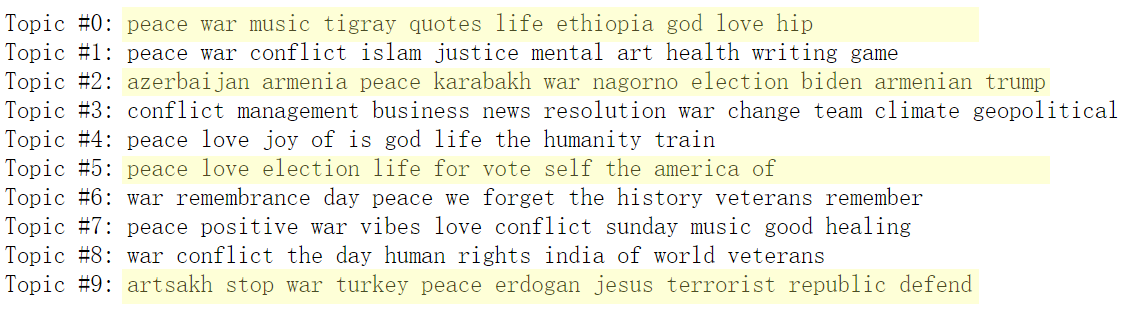 Topic #0: peace war music tigray quotes life ethiopia god love hip
Topic #1: peace war conflict islam justice mental art health writing game
Topic #2: azerbaijan armenia peace karabakh war nagorno election biden armenian trump
Topic #3: conflict management business news resolution war change team climate geopolitical
Topic #4: peace love joy of is god life the humanity train
Topic #5: peace love election life for vote self the america of
Topic #6: war remembrance day peace we forget the history veterans remember
Topic #7: peace positive war vibes love conflict sunday music good healing
Topic #8: war conflict the day human rights india of world veterans
Topic #9: artsakh stop war turkey peace erdogan jesus terrorist republic defend